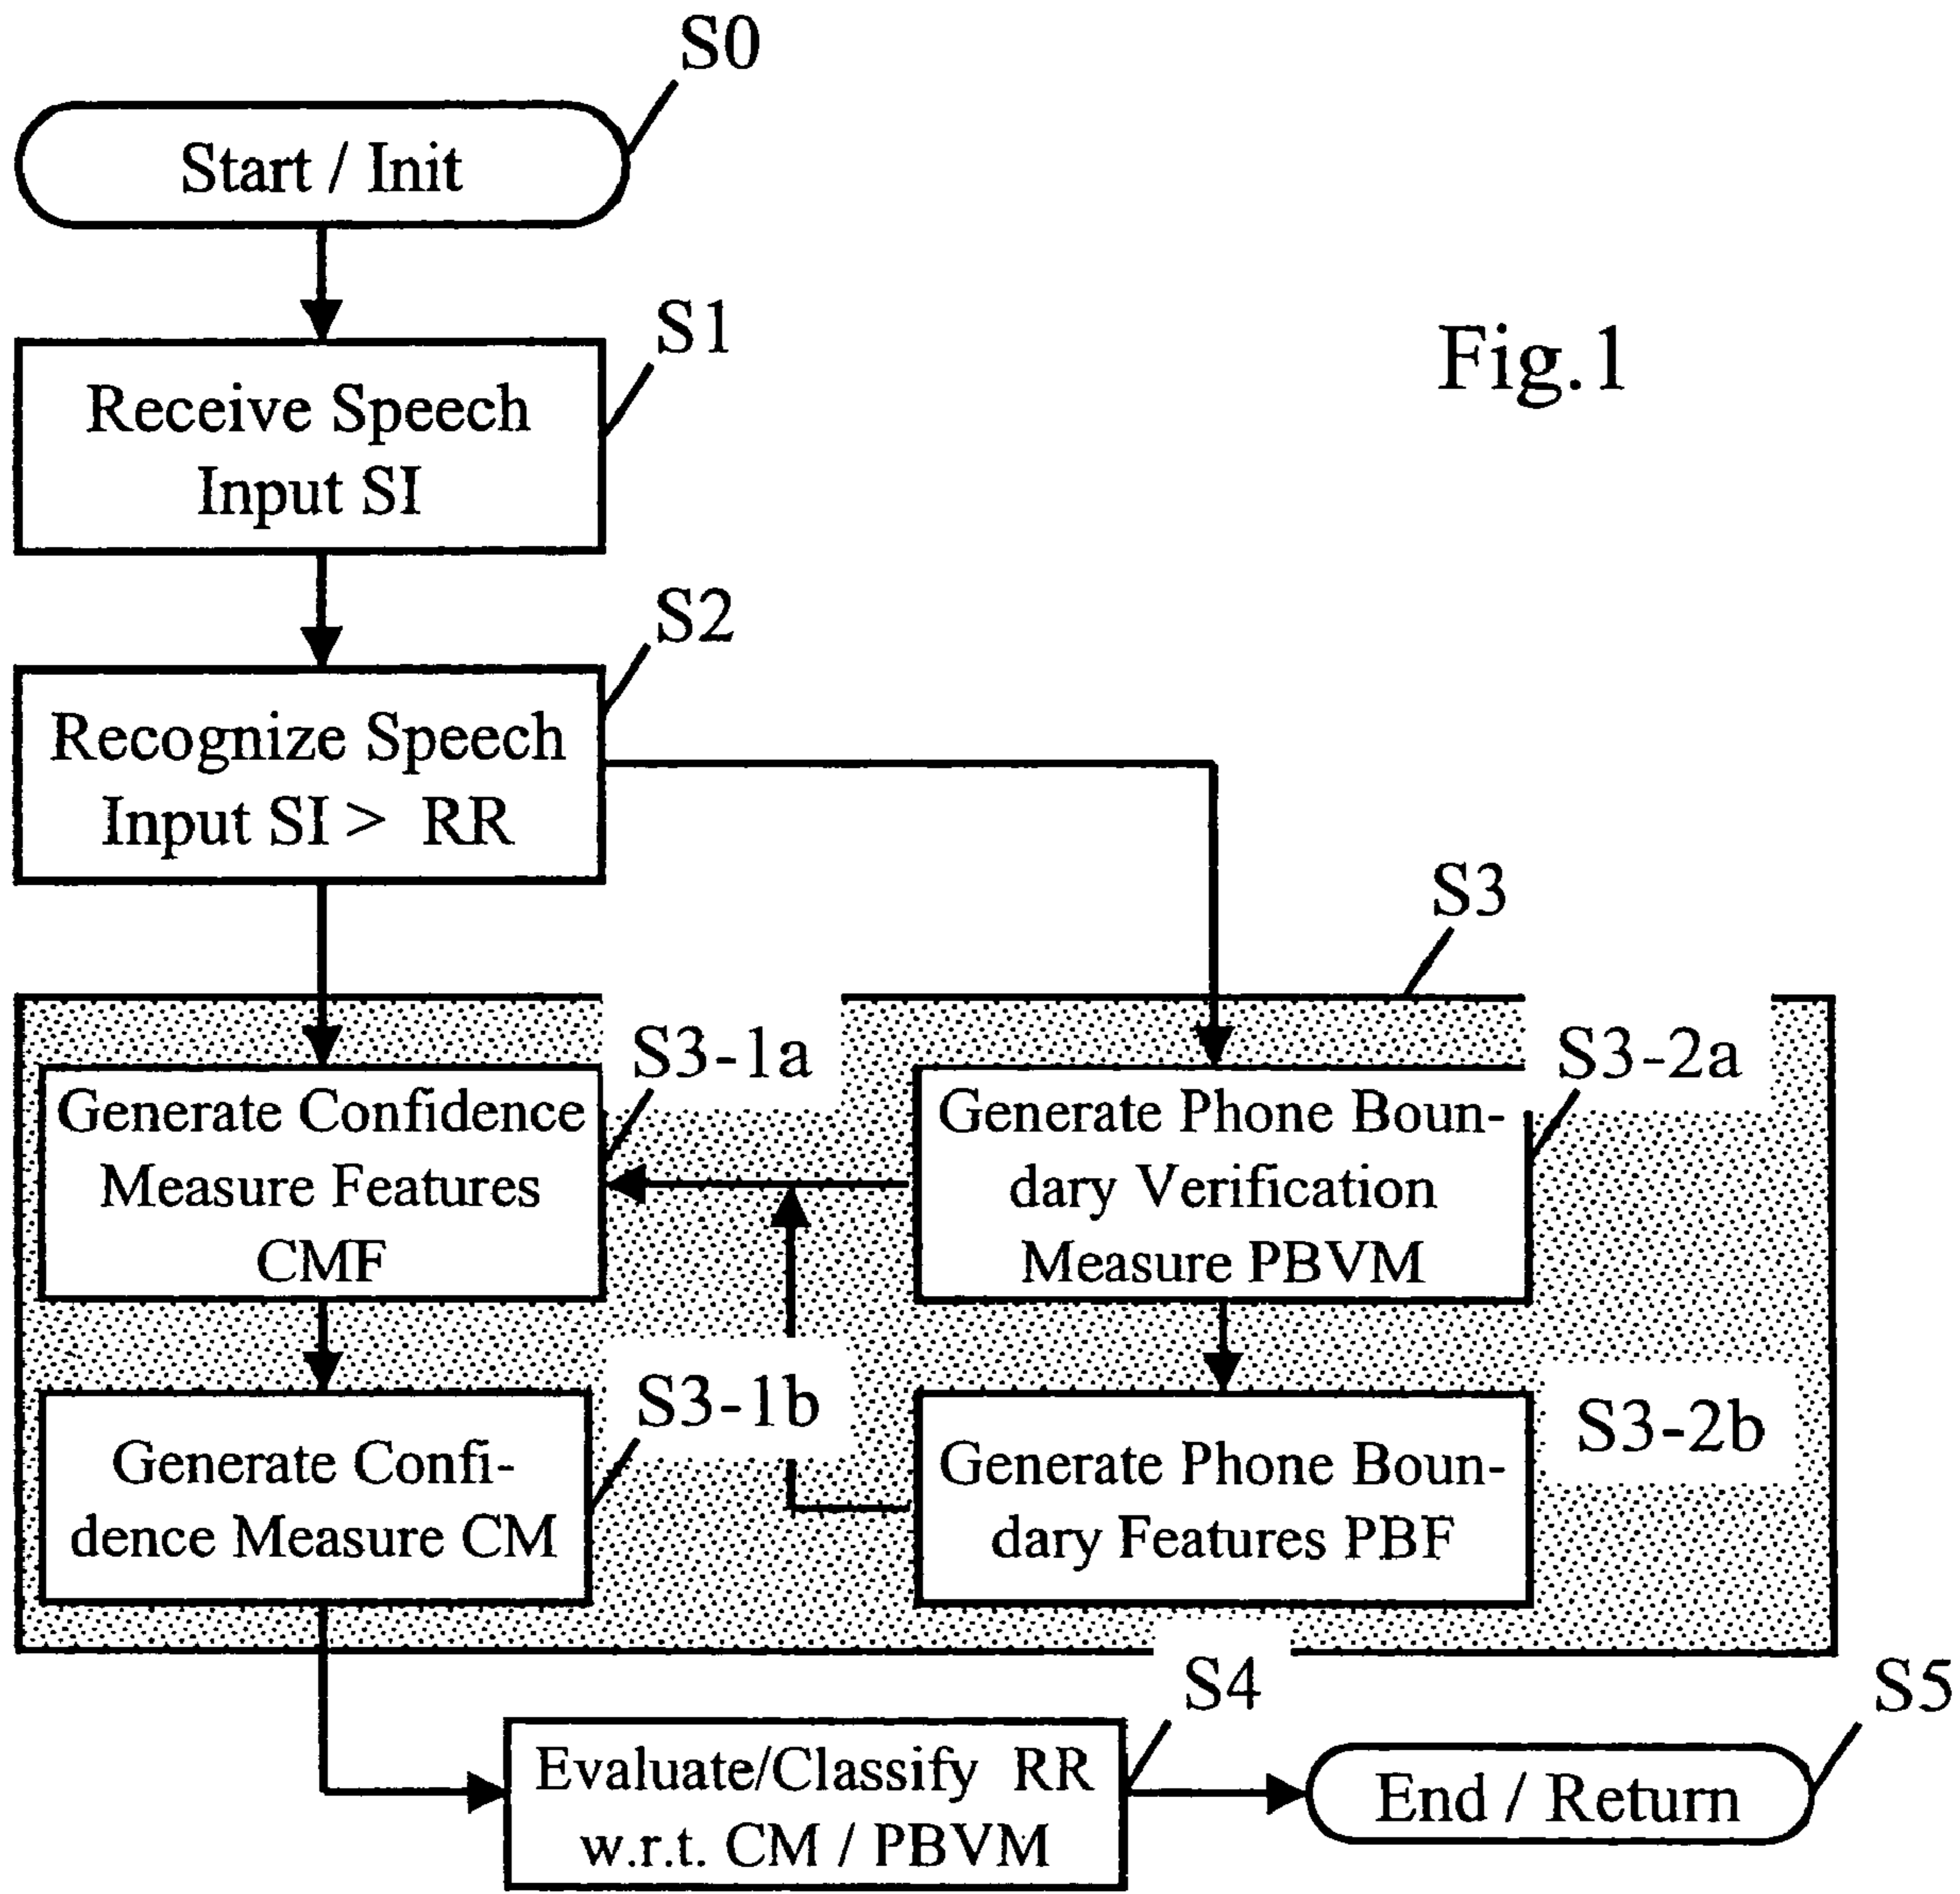 S0
Start / Init
S1
Fig.1
Receive Speech
Input SI
S2
Recognize Speech
Input SI > RR
S3
S3-1a
S3-2a
Generate Confidence
Measure Features
CMF
Generate Phone Boun-
dary Verification
Measure PBVM
S3-1b
S3-2b
Generate Confi-
dence Measure CM
Generate Phone Boun-
dary Features PBF
S4
S5
Evaluate/Classify RR
w.r.t. CM / PBVM
End / Return